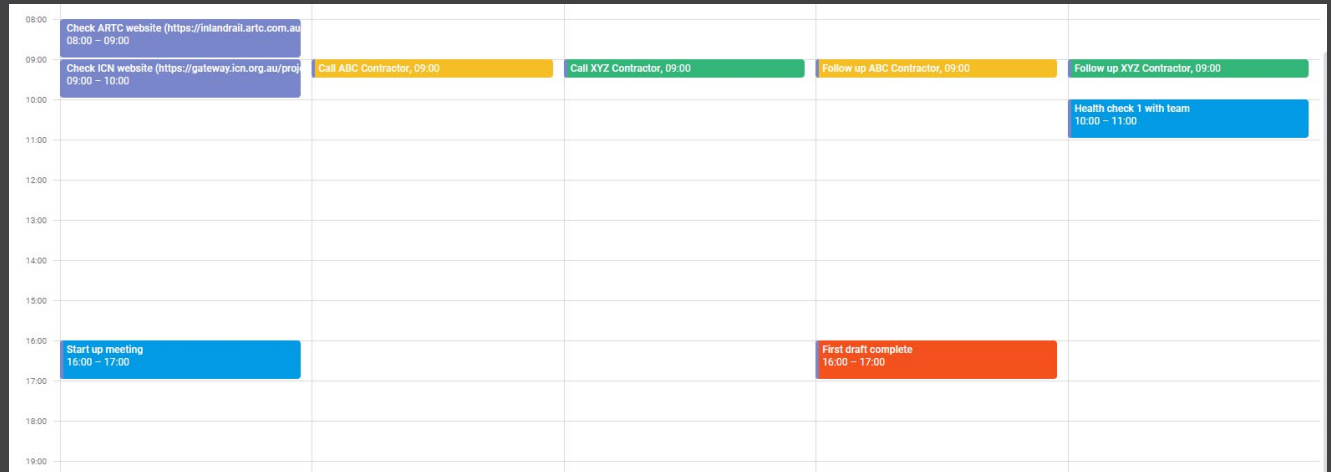 08:00
Check ARTC website (https://inlandrail.artc.com.au
08:00 – 09:00
09:00
Check ICN website (https://gateway.icn.org.au/proj
09:00 – 10:00
Call ABC Contractor, 09:00
Call XYZ Contractor, 09:00
Follow up ABC Contractor, 09:00
Follow up XYZ Contractor, 09:00
10:00
Health check 1 with team
10:00 – 11:00
11:00
12:00
13:00
14:00
15:00
16:00
Start up meeting
16:00 – 17:00
First draft complete
16:00 – 17:00
17:00
18:00
19:00